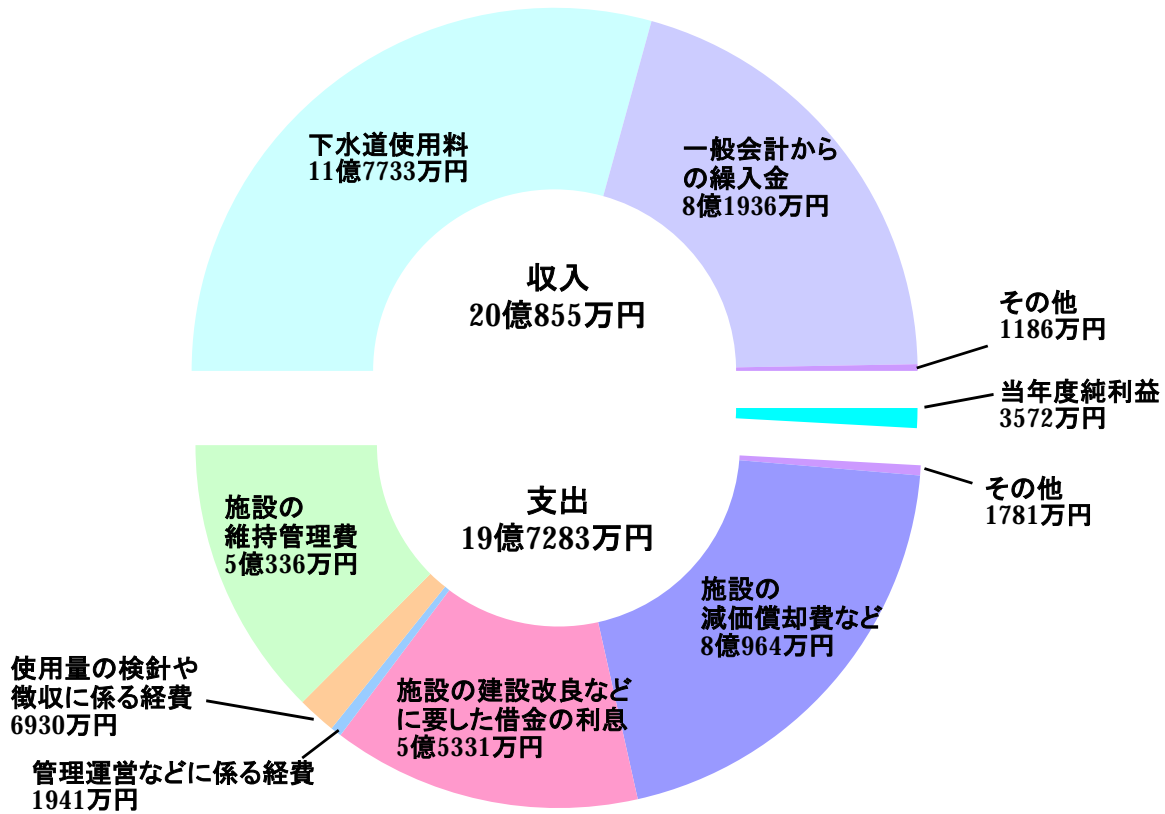 下水道使用料
11億7733万円
一般会計から
の繰入金
8億1936万円
収入
20億855万円
その他
1186万円
当年度純利益
3572万円
その他
1781万円
支出
19億7283万円
施設の
維持管理費
5億336万円
施設の
減価償却費など
8億964万円
使用量の検針や
徴収に係る経費
6930万円
施設の建設改良など
に要した借金の利息
5億5331万円
管理運営などに係る経費
1941万円